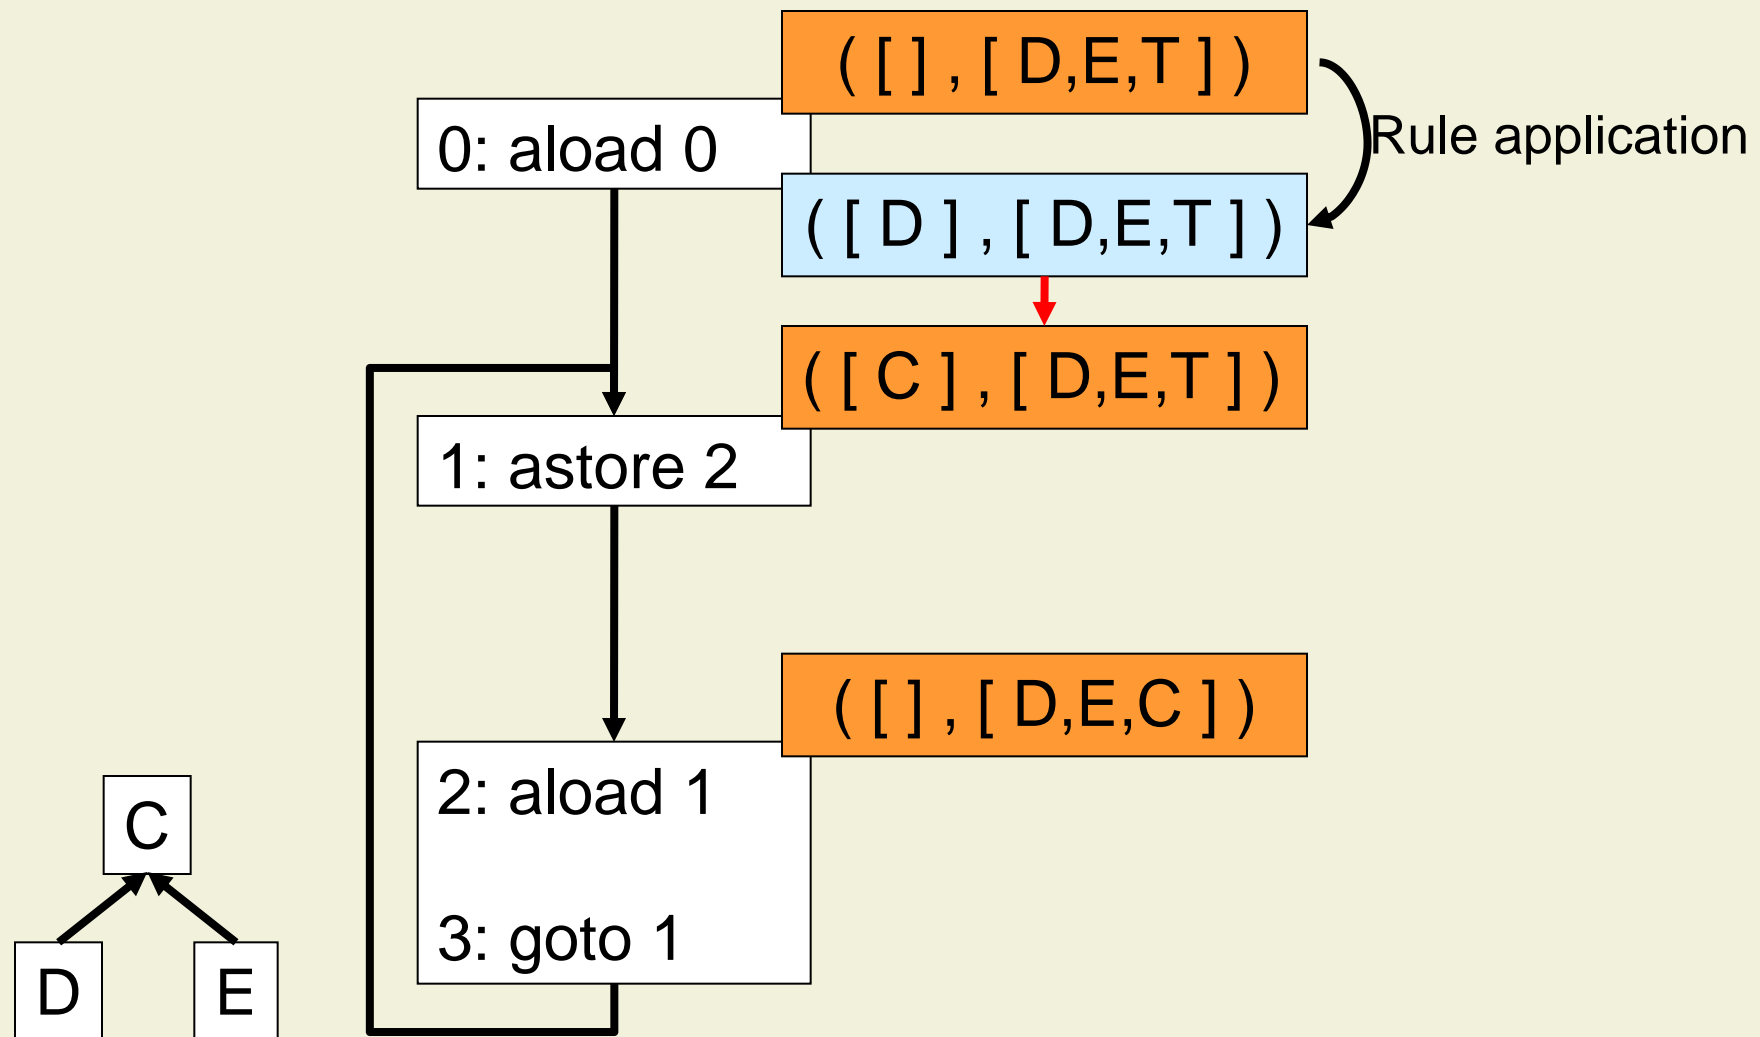 ( [ ] , [ D,E,T ] )
0: aload 0
Rule application
( [ D ] , [ D,E,T ] )
( [ C ] , [ D,E,T ] )
1: astore 2
( [ ] , [ D,E,C ] )
2: aload 1
3: goto 1
C
D
E